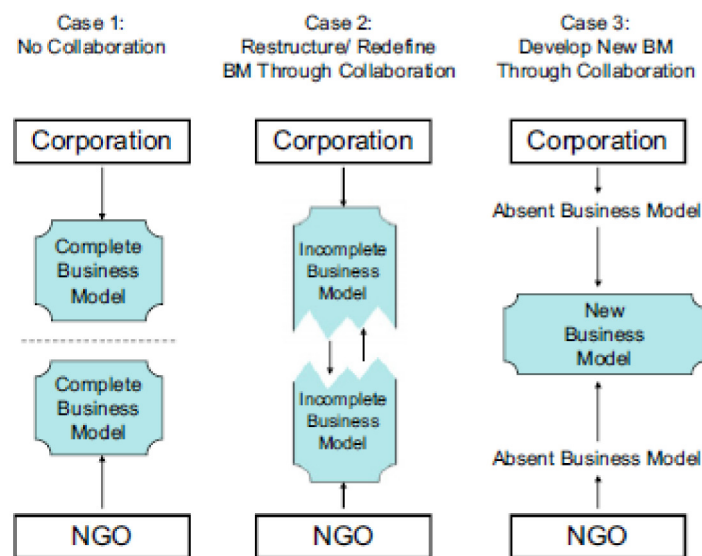 Case 1:
No Collaboration
Corporation
Complete
Business
Model
Complete
Business
Model
NGO
Case 2:
Restructure/ Redefine
BM Through Collaboration
Corporation
Incomplete
Business
Model
Incomplete
Business
Model
NGO
Case 3:
Develop New BM
Through Collaboration
Corporation
Absent Business Model
New
Business
Model
Absent Business Model
NGO